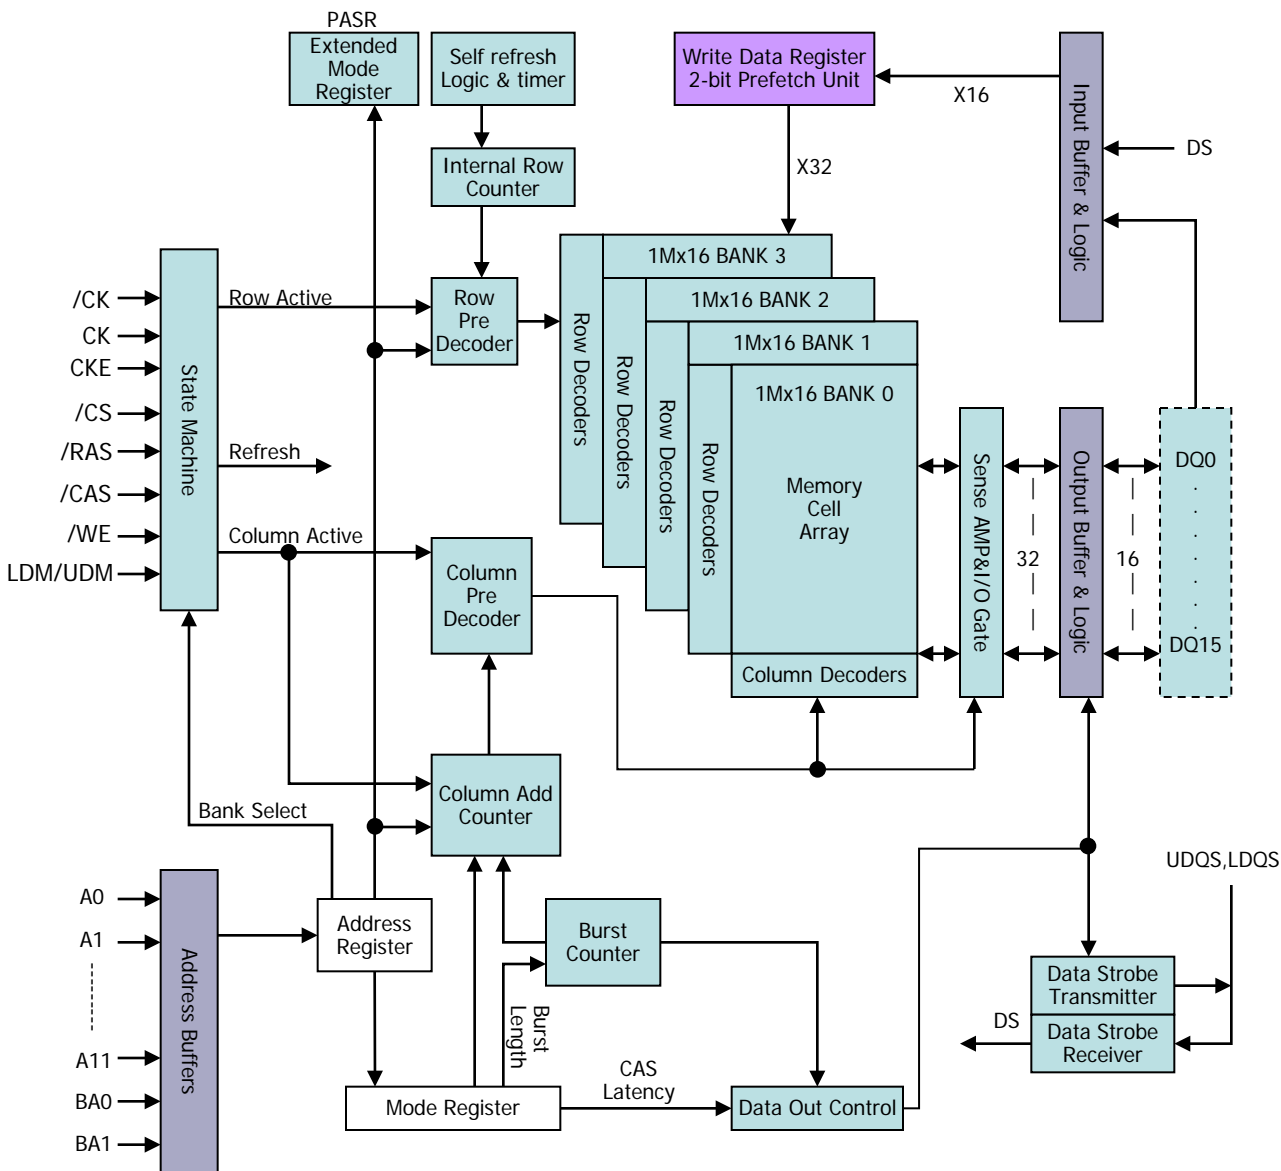 PASR
Extended
Mode
Register
Self refresh
Logic & timer
Write Data Register
2-bit Prefetch Unit
X16
Input Buffer & Logic
DS
Internal Row
Counter
X32
/CK
CK
CKE
/CS
/RAS
/CAS
/WE
LDM/UDM
State Machine
Row Active
Refresh
Column Active
Row
Pre
Decoder
Row Decoders
Row Decoders
Row Decoders
Row Decoders
1Mx16 BANK 3
1Mx16 BANK 2
1Mx16 BANK 1
1Mx16 BANK 0
Memory
Cell
Array
Column Decoders
Sense AMP&I/O Gate
32
Output Buffer & Logic
16
DQ0
DQ15
Column
Pre
Decoder
Column Add
Counter
Bank Select
A0
A1
A11
BA0
BA1
Address Buffers
Address
Register
Burst
Counter
Burst
Length
Mode Register
CAS
Latency
Data Out Control
UDQS,LDQS
Data Strobe
Transmitter
Data Strobe
Receiver
DS